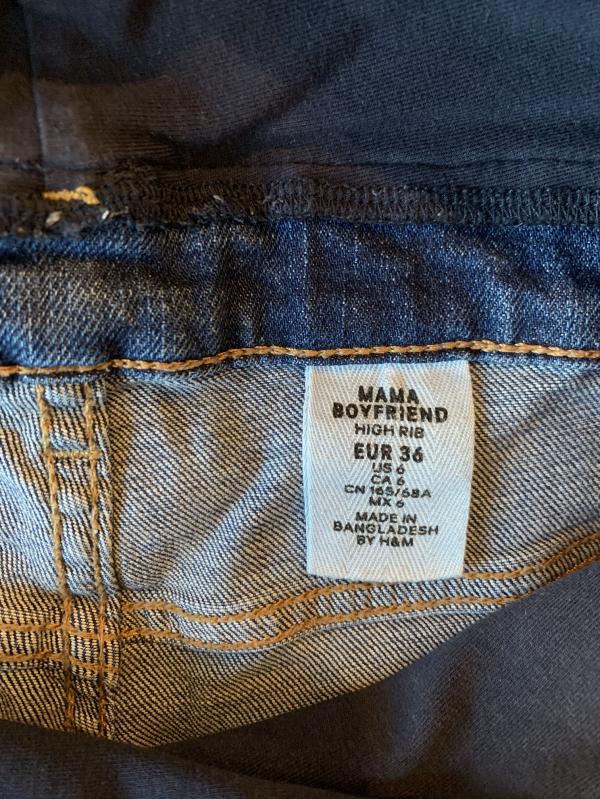 MAMA
BOYFRIEND
HIGH RIB
EUR 36
US 6
CA 6
CN 165/68A
MX 6
MADE IN
BANGLADESH
BY H&M